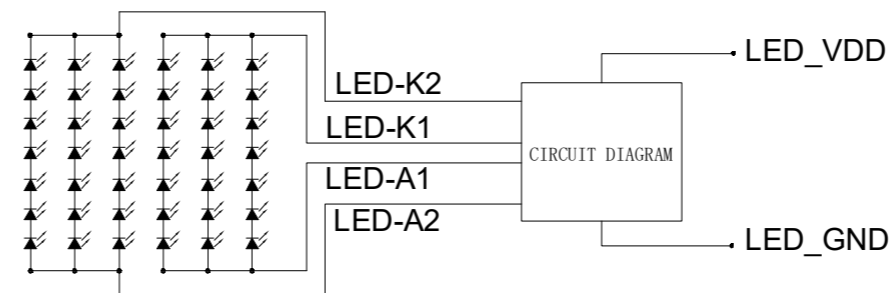 LED_VDD
LED-K2
LED-K1
CIRCUIT DIAGRAM
LED-A1
LED-A2
LED_GND